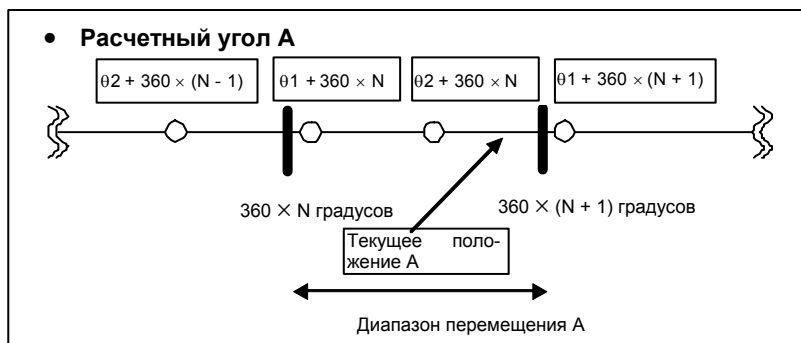 • Расчетный угол A
θ2 + 360 × (N - 1)
θ1 + 360 × N
θ2 + 360 × N
θ1 + 360 × (N + 1)
360 × N градусов
360 × (N + 1) градусов
Текущее поло-
жение A
Диапазон перемещения A